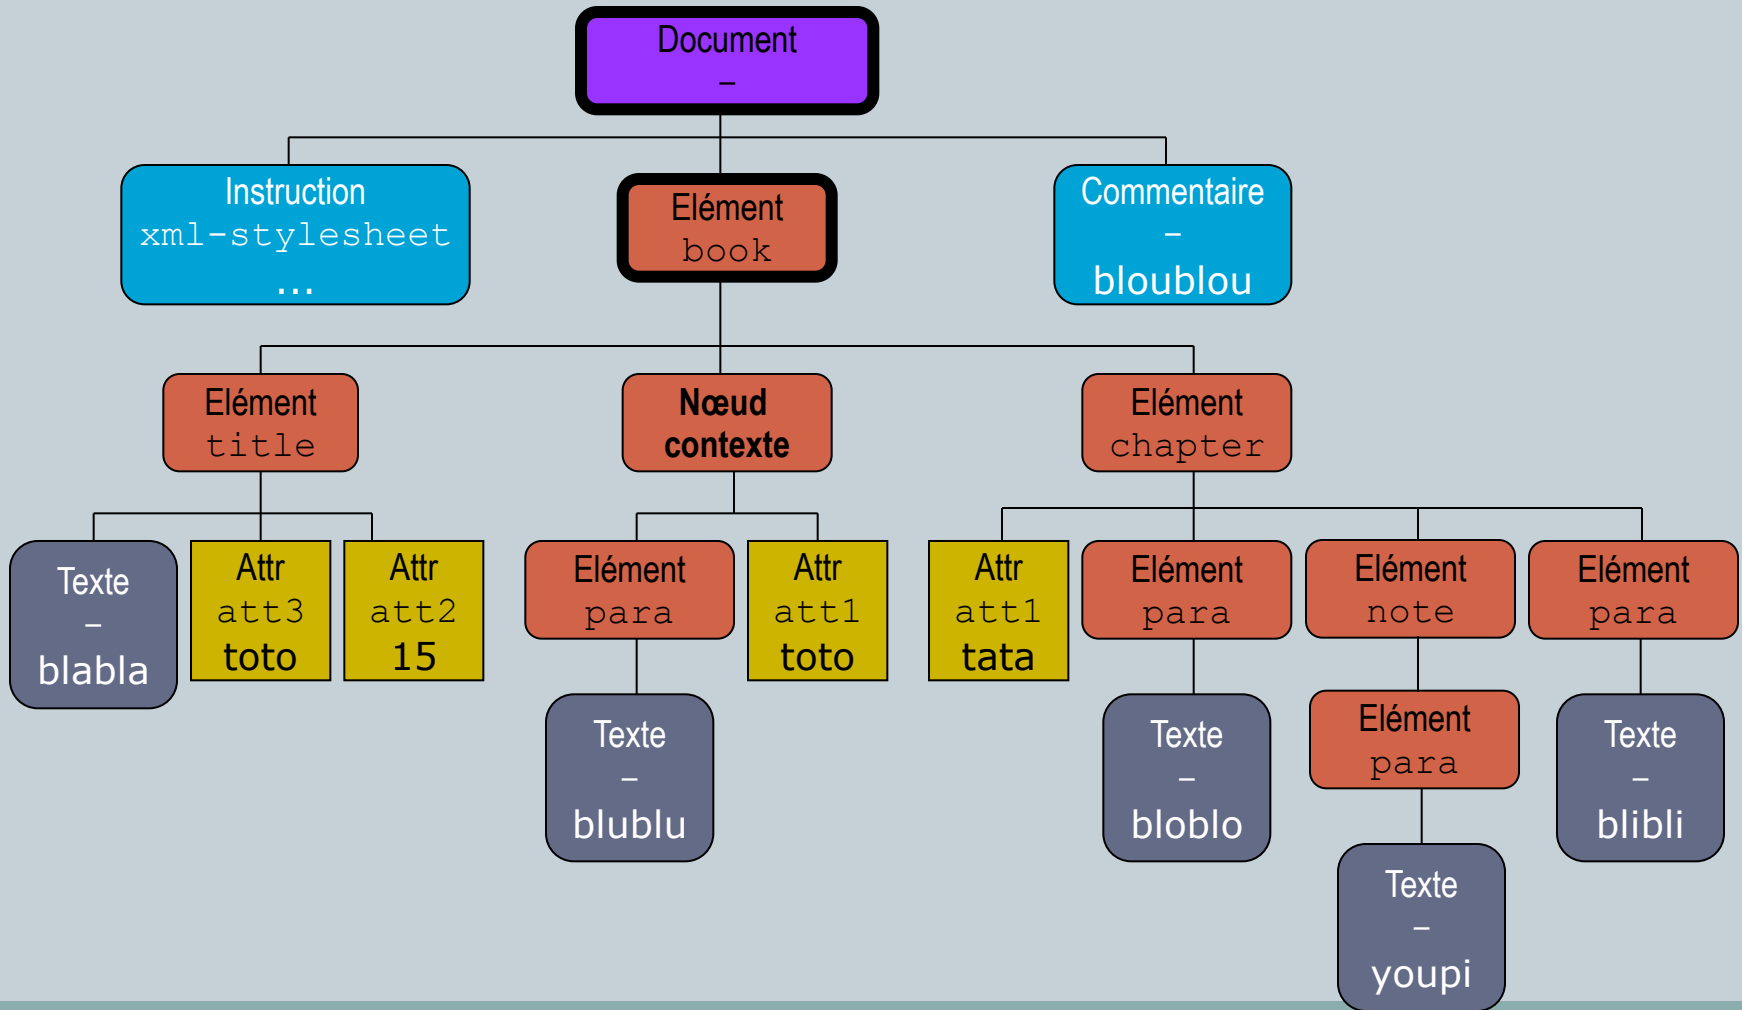 Document
–
Instruction
xml-stylesheet
...
Elément
book
Commentaire
–
bloublou
Elément
title
Nœud
contexte
Elément
chapter
Texte
–
blabla
Attr
att3
toto
Attr
att2
15
Elément
para
Attr
att1
toto
Attr
att1
tata
Elément
para
Elément
note
Elément
para
Texte
–
blublu
Texte
–
bloblo
Elément
para
Texte
–
blibli
Texte
–
youpi